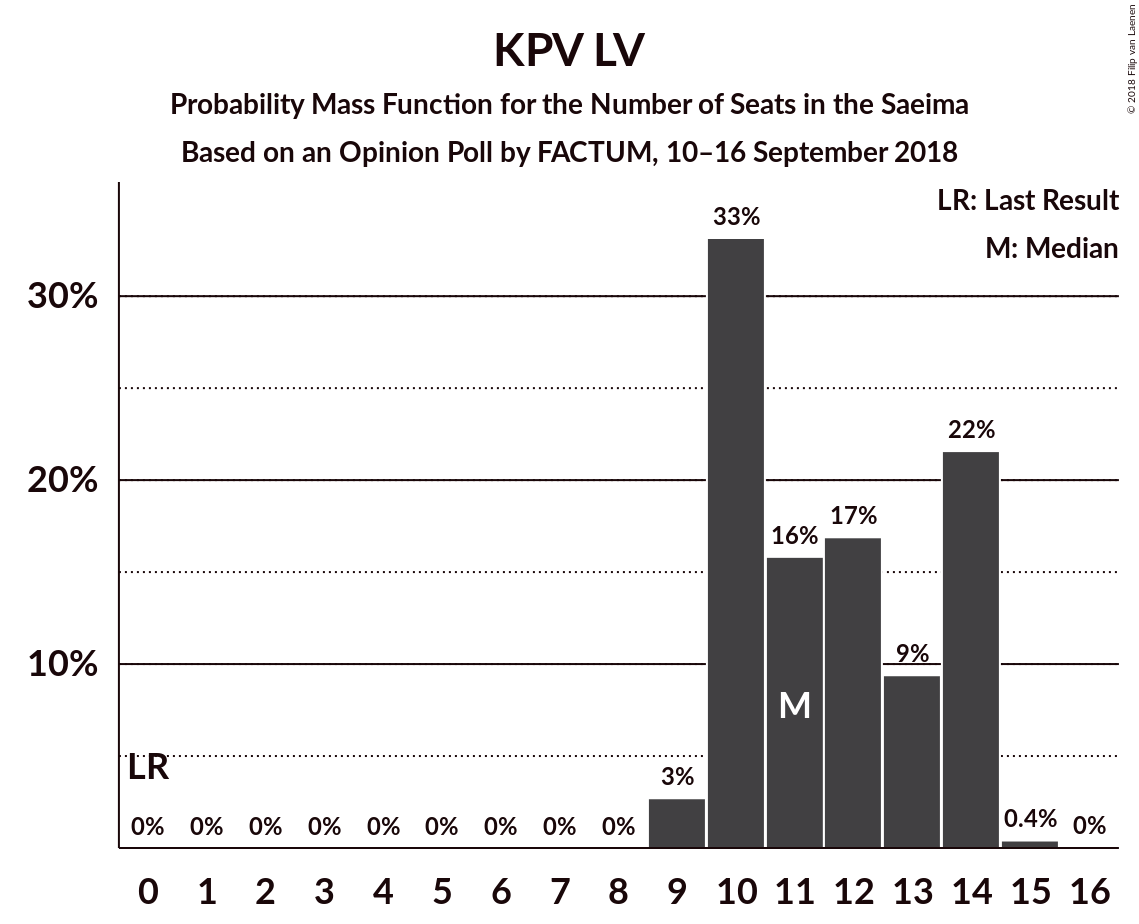 KPV LV
Probability Mass Function for the Number of Seats in the Saeima
Based on an Opinion Poll by FACTUM, 10–16 September 2018
© 2018 Filip van Laenen
LR: Last Result
M: Median
33%
30%
22%
20%
17%
16%
10%
9%
M
LR
3%
0% 0% 0% 0% 0% 0% 0% 0% 0% 0.4% 0%
0 1 2 3 4 5 6 7 8 9 10 11 12 13 14 15 16